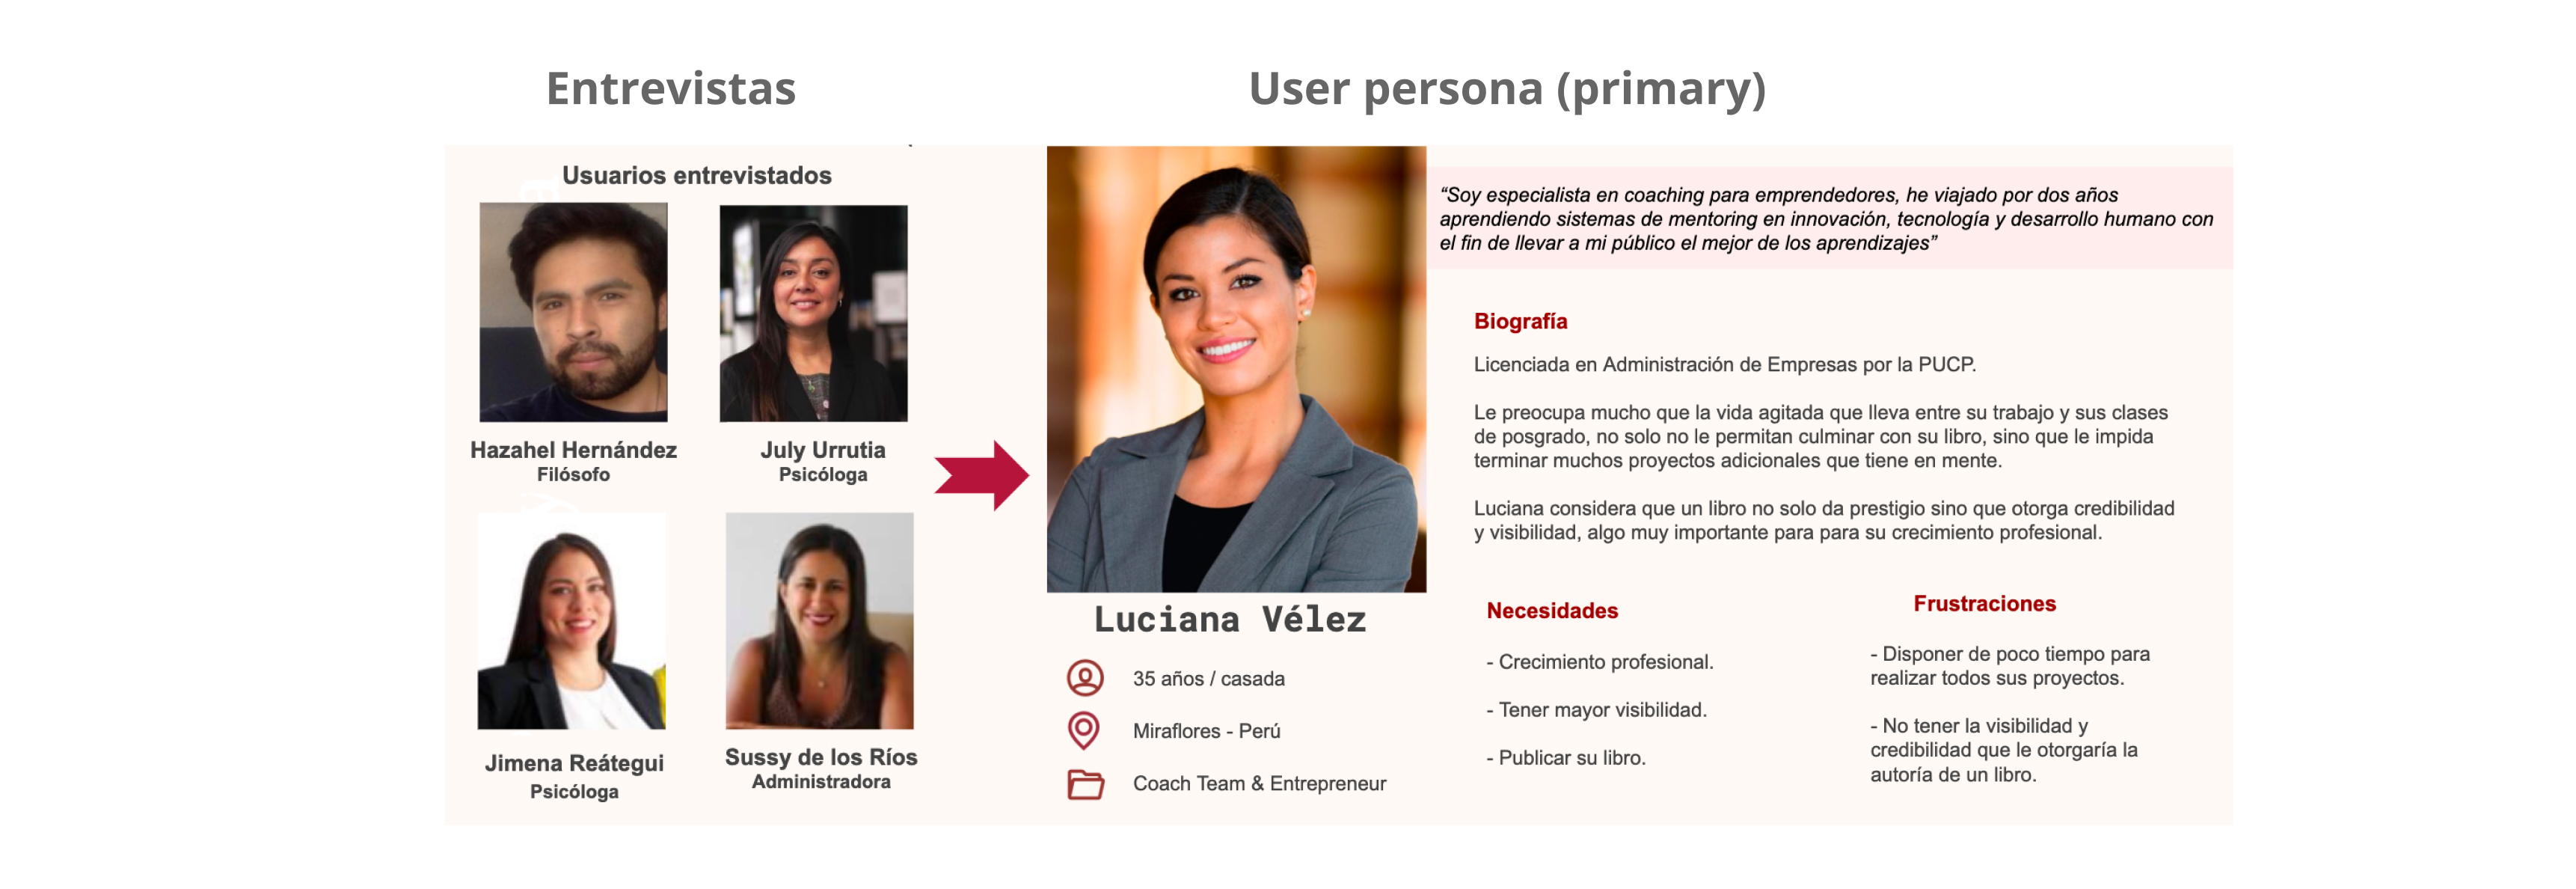 Entrevistas
User persona (primary)
Usuarios entrevistados
Hazahel Hernández
Filósofo
July Urrutia
Psicóloga
Jimena Reátegui
Psicóloga
Sussy de los Ríos
Administradora
Luciana Vélez
35 años / casada
Miraflores - Perú
Coach Team & Entrepreneur
“Soy especialista en coaching para emprendedores, he viajado por dos años
aprendiendo sistemas de mentoring en innovación, tecnología y desarrollo humano con
el fin de llevar a mi público el mejor de los aprendizajes”
Biografía
Licenciada en Administración de Empresas por la PUCP.
Le preocupa mucho que la vida agitada que lleva entre su trabajo y sus clases
de posgrado, no solo no le permitan culminar con su libro, sino que le impida
terminar muchos proyectos adicionales que tiene en mente.
Luciana considera que un libro no solo da prestigio sino que otorga credibilidad
y visibilidad, algo muy importante para para su crecimiento profesional.
Necesidades
- Crecimiento profesional.
- Tener mayor visibilidad.
- Publicar su libro.
Frustraciones
- Disponer de poco tiempo para
realizar todos sus proyectos.
- No tener la visibilidad y
credibilidad que le otorgaría la
autoría de un libro.